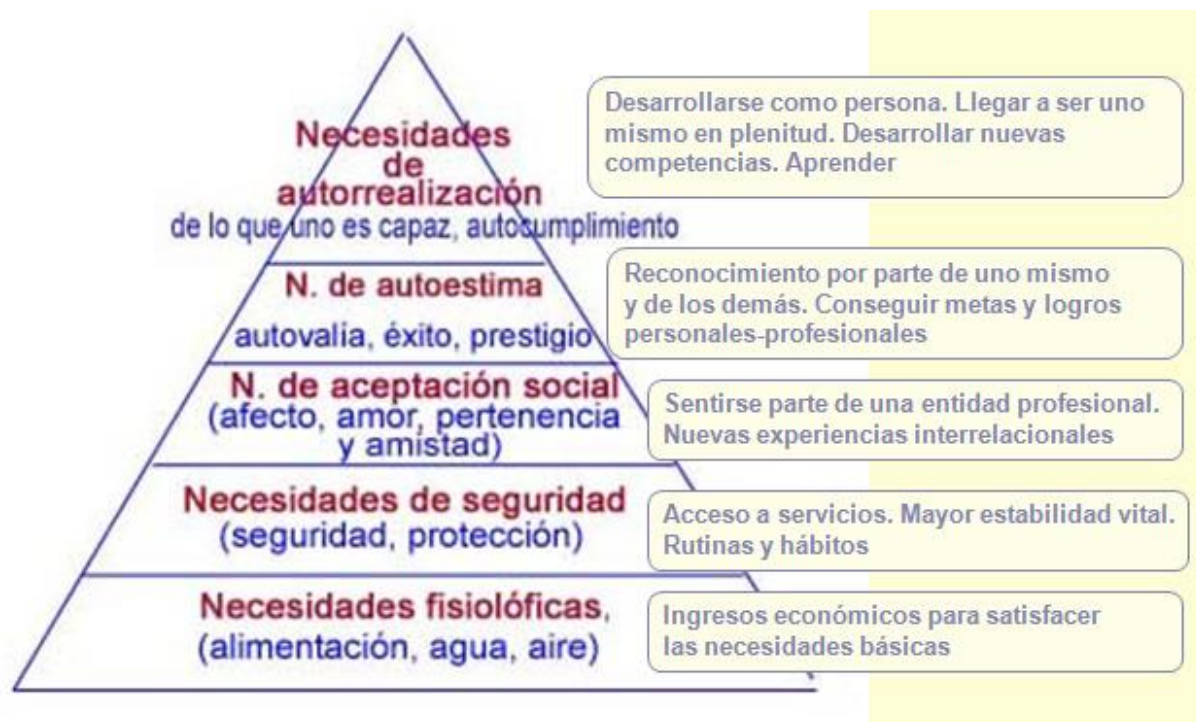 Necesidades
de
autorrealización
de lo que uno es capaz, autocumplimiento
Desarrollarse como persona. Llegar a ser uno
mismo en plenitud. Desarrollar nuevas
competencias. Aprender
N. de autoestima
autovalía, éxito, prestigio
Reconocimiento por parte de uno mismo
y de los demás. Conseguir metas y logros
personales-profesionales
N. de aceptación social
(afecto, amor, pertenencia
y amistad)
Sentirse parte de una entidad profesional.
Nuevas experiencias interrelacionales
Necesidades de seguridad
(seguridad, protección)
Acceso a servicios. Mayor estabilidad vital.
Rutinas y hábitos
Necesidades fisiolóficas,
(alimentación, agua, aire)
Ingresos económicos para satisfacer
las necesidades básicas